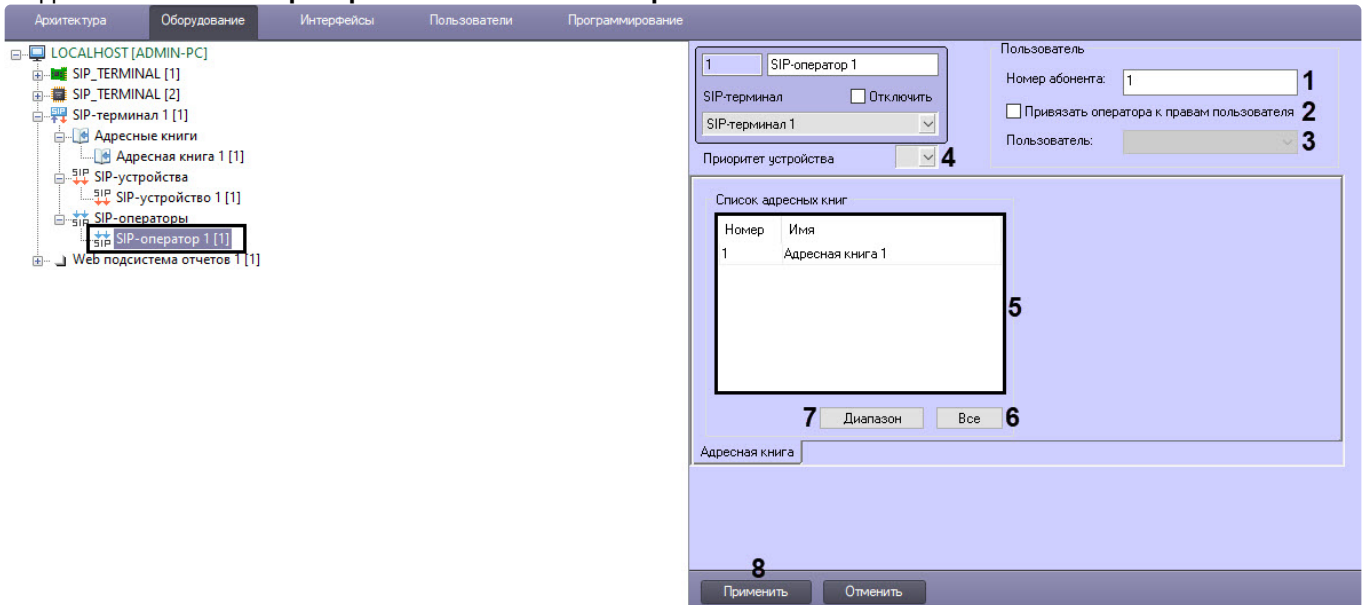 Архитектура Оборудование Интерфейсы Пользователи Программирование
LOCALHOST [ADMIN-PC]
SIP_TERMINAL [1]
SIP_TERMINAL [2]
SIP-терминал 1 [1]
Адресные книги
Адресная книга 1 [1]
SIP-устройства
SIP-устройство 1 [1]
SIP-операторы
SIP-оператор 1 [1]
Web подсистема отчетов 1 [1]
1 SIP-оператор 1
SIP-терминал Отключить
SIP-терминал 1
Приоритет устройства 4
Пользователь
Номер абонента: 1 1
Привязать оператора к правам пользователя 2
Пользователь: 3
Список адресных книг
Номер Имя
1 Адресная книга 1
5
7 Диапазон Все 6
Адресная книга
8
Применить Отменить